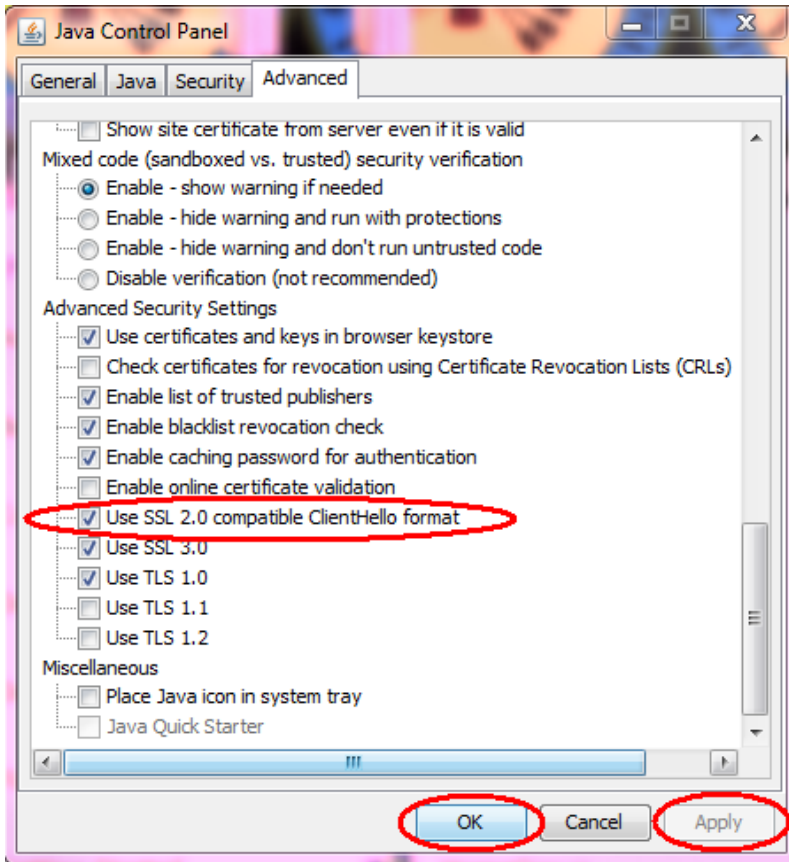 Java Control Panel
General Java Security Advanced
Show site certificate from server even if it is valid
Mixed code (sandboxed vs. trusted) security verification
Enable - show warning if needed
Enable - hide warning and run with protections
Enable - hide warning and don't run untrusted code
Disable verification (not recommended)
Advanced Security Settings
Use certificates and keys in browser keystore
Check certificates for revocation using Certificate Revocation Lists (CRLs)
Enable list of trusted publishers
Enable blacklist revocation check
Enable caching password for authentication
Enable online certificate validation
Use SSL 2.0 compatible ClientHello format
Use SSL 3.0
Use TLS 1.0
Use TLS 1.1
Use TLS 1.2
Miscellaneous
Place Java icon in system tray
Java Quick Starter
OK Cancel Apply